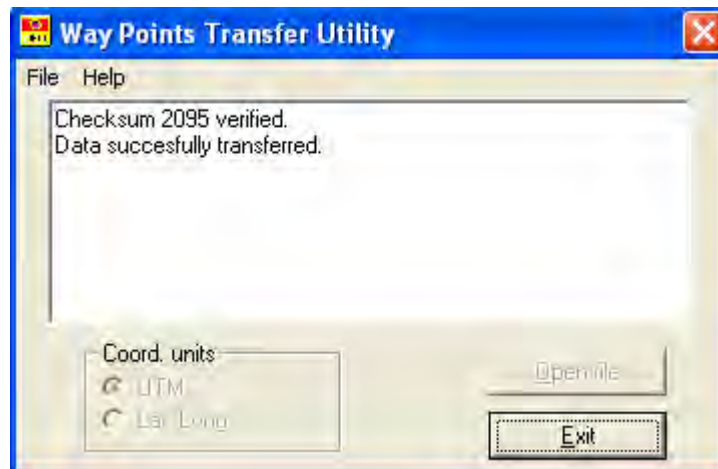 Way Points Transfer Utility
File Help
Checksum 2095 verified.
Data succesfully transferred.
Coord. units
UTM
Lat Long
Open file
Exit